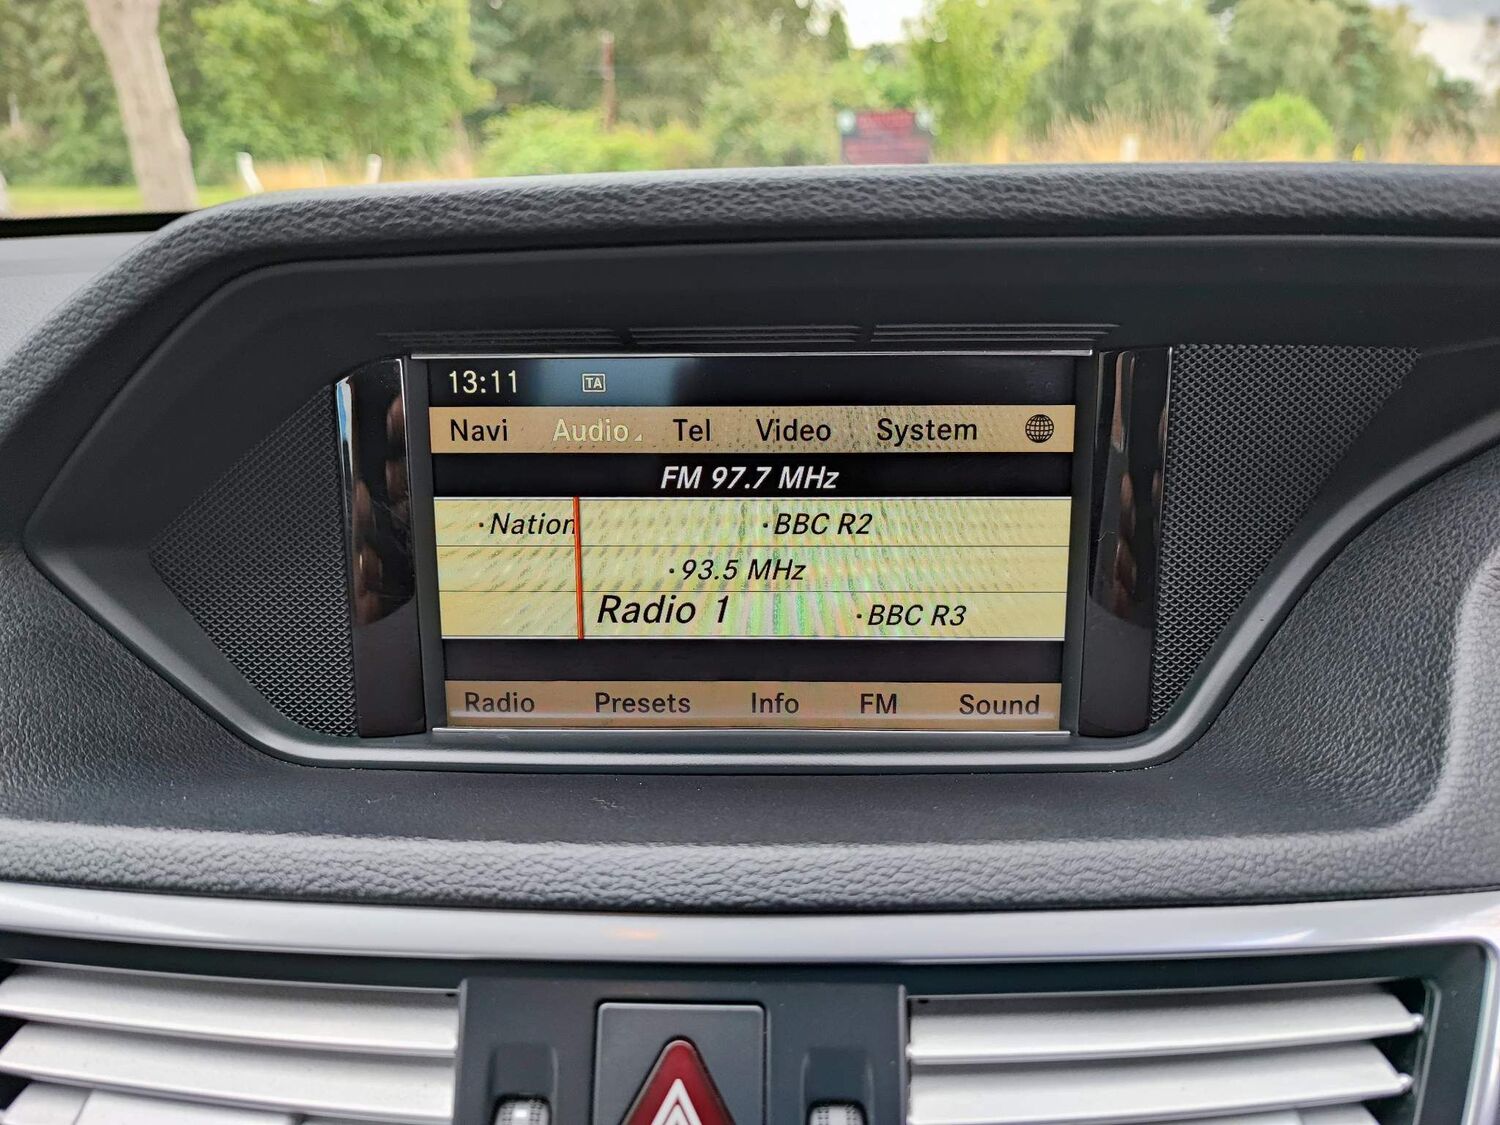 13:11 TA
Navi Audio Tel Video System
FM 97.7 MHz
·Nation ·BBC R2
·93.5 MHz
Radio 1 ·BBC R3
Radio Presets Info FM Sound